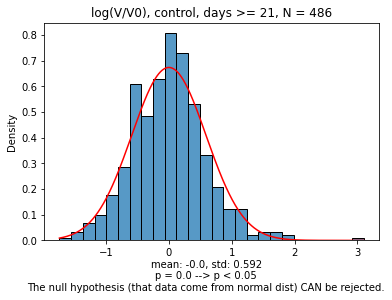 log(V/V0), control, days >= 21, N = 486
Density
0.8
0.7
0.6
0.5
0.4
0.3
0.2
0.1
0.0
−1 0 1 2 3
mean: -0.0, std: 0.592
p = 0.0 --> p < 0.05
The null hypothesis (that data come from normal dist) CAN be rejected.